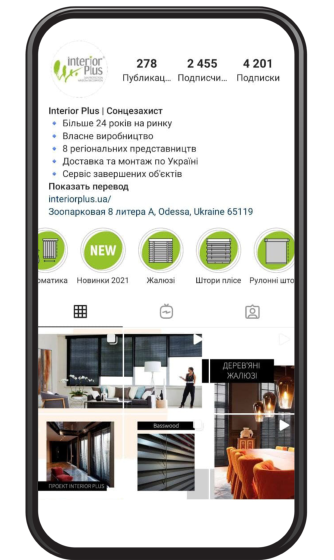 interior
Plus
278
2 455
4 201
Публикац...
Подписчи...
Подписки
Interior Plus | Сонцезахист
Більше 24 років на ринку
Власне виробництво
8 регіональних представництв
Доставка та монтаж по Україні
Сервіс завершених об'єктів
Показать перевод
interiorplus.ua/
Зоопарковая 8 литера А, Odessa, Ukraine 65119
NEW
оматика
Новинки 2021
Жалюзі
Штори плісе
Рулонні што
ДЕРЕВ'ЯНІ
ЖАЛЮЗІ
Basswood
ПРОЕКТ INTERIOR PLUS